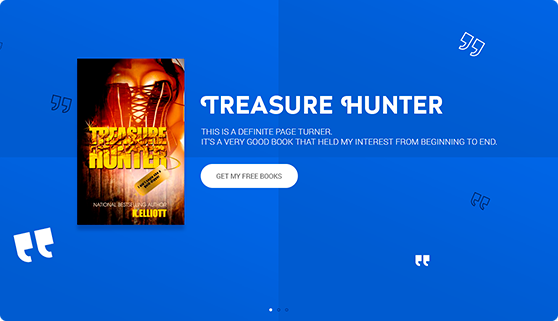 TREASURE HUNTER
THIS IS A DEFINITE PAGE TURNER.
IT'S A VERY GOOD BOOK THAT HELD MY INTEREST FROM BEGINNING TO END.
GET MY FREE BOOKS
TREASURE
HUNTER
NATIONAL BESTSELLING AUTHOR
K.ELLIOTT